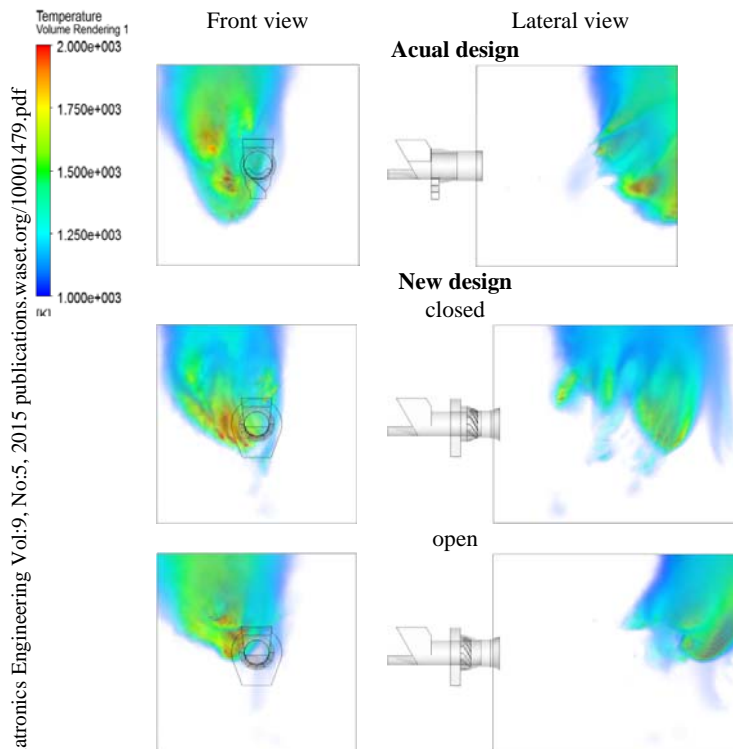 Temperature
Volume Rendering 1
2.000e+003
1.750e+003
1.500e+003
1.250e+003
1.000e+003
[K]
Front view
Lateral view
Acual design
New design
closed
open
atronics Engineering Vol:9, No:5, 2015 publications.waset.org/10001479.pdf